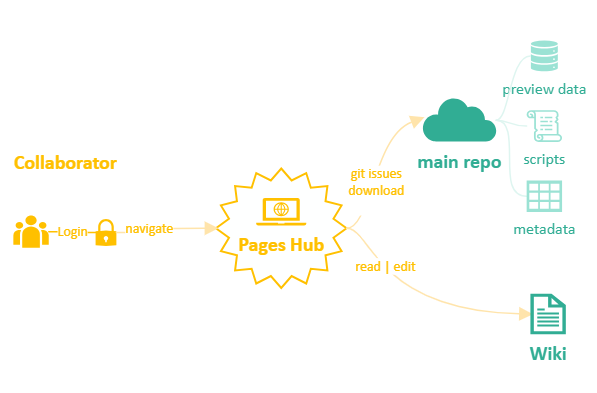 Collaborator
Login
navigate
Pages Hub
git issues
download
read | edit
main repo
preview data
scripts
metadata
Wiki